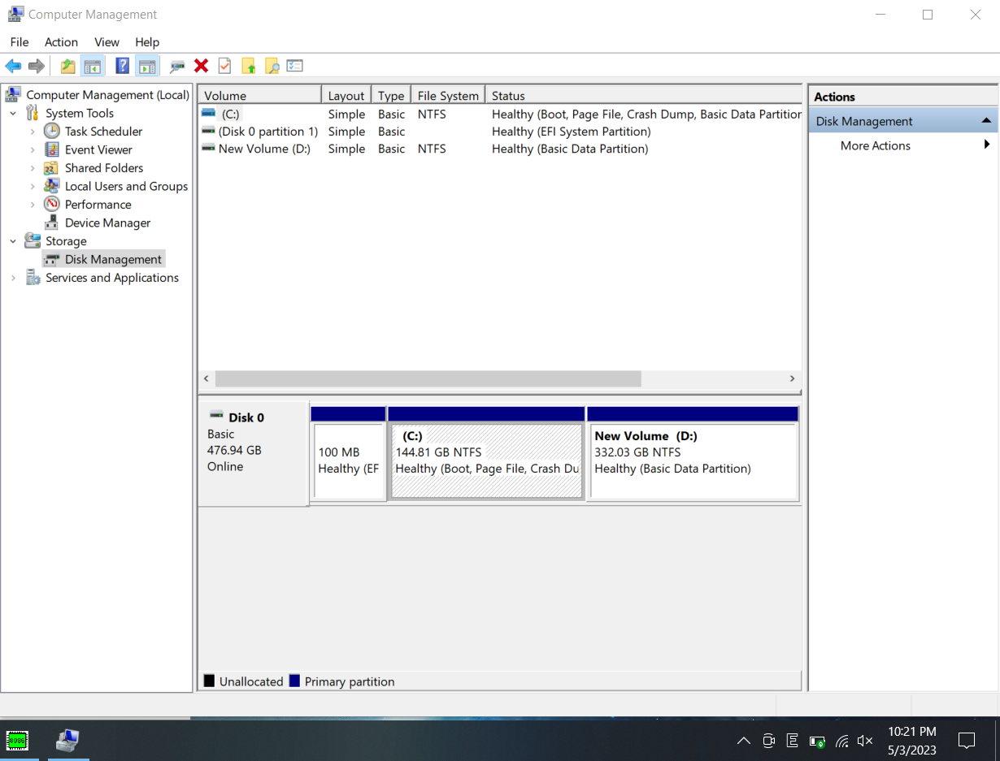 Computer Management
File Action View Help
Computer Management (Local)
System Tools
Task Scheduler
Event Viewer
Shared Folders
Local Users and Groups
Performance
Device Manager
Storage
Disk Management
Services and Applications
Volume Layout Type File System Status
(C:) Simple Basic NTFS Healthy (Boot, Page File, Crash Dump, Basic Data Partition
(Disk 0 partition 1) Simple Basic Healthy (EFI System Partition)
New Volume (D:) Simple Basic NTFS Healthy (Basic Data Partition)
Disk 0
Basic
476.94 GB
Online
100 MB
Healthy (EF
(C:)
144.81 GB NTFS
Healthy (Boot, Page File, Crash Du
New Volume (D:)
332.03 GB NTFS
Healthy (Basic Data Partition)
Unallocated Primary partition
Actions
Disk Management
More Actions
8086
10:21 PM
5/3/2023